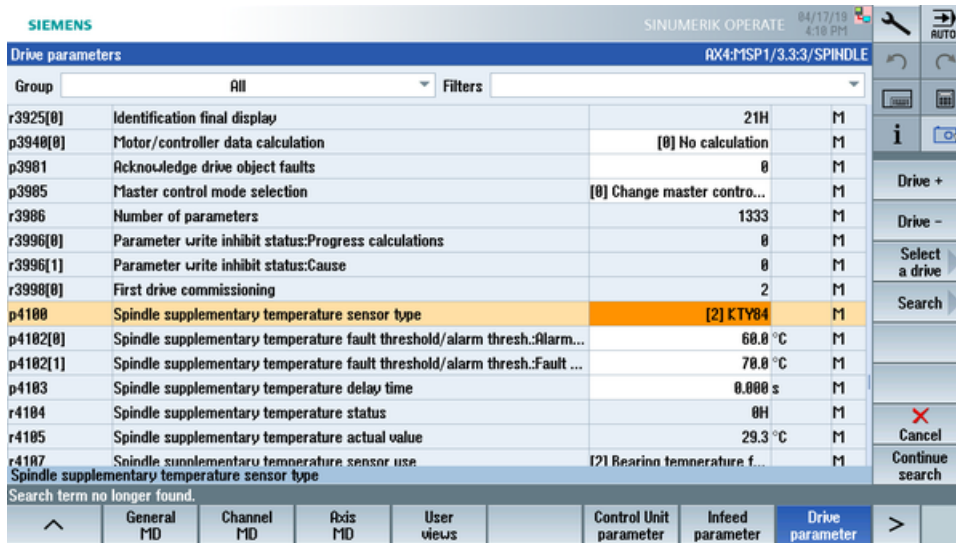 SIEMENS
SINUMERIK OPERATE 04/17/19 4:10 PM
AUTO
Drive parameters AX4:MSP1/3.3:3/SPINDLE
Group All Filters
r3925[0] Identification final display 21H M
p3940[0] Motor/controller data calculation [0] No calculation M
p3981 Acknowledge drive object faults 0 M
p3985 Master control mode selection [0] Change master contro... M
r3986 Number of parameters 1333 M
r3996[0] Parameter write inhibit status:Progress calculations 0 M
r3996[1] Parameter write inhibit status:Cause 0 M
r3998[0] First drive commissioning 2 M
p4100 Spindle supplementary temperature sensor type [2] KTY84 M
p4102[0] Spindle supplementary temperature fault threshold/alarm thresh.:Alarm... 60.0 °C M
p4102[1] Spindle supplementary temperature fault threshold/alarm thresh.:Fault ... 70.0 °C M
p4103 Spindle supplementary temperature delay time 0.000 s M
r4104 Spindle supplementary temperature status 0H M
r4105 Spindle supplementary temperature actual value 29.3 °C M
r4107 Spindle supplementary temperature sensor use [2] Bearing temperature f... M
Spindle supplementary temperature sensor type
Search term no longer found.
Drive +
Drive -
Select a drive
Search
Cancel
Continue search
General MD
Channel MD
Axis MD
User views
Control Unit parameter
Infeed parameter
Drive parameter
>